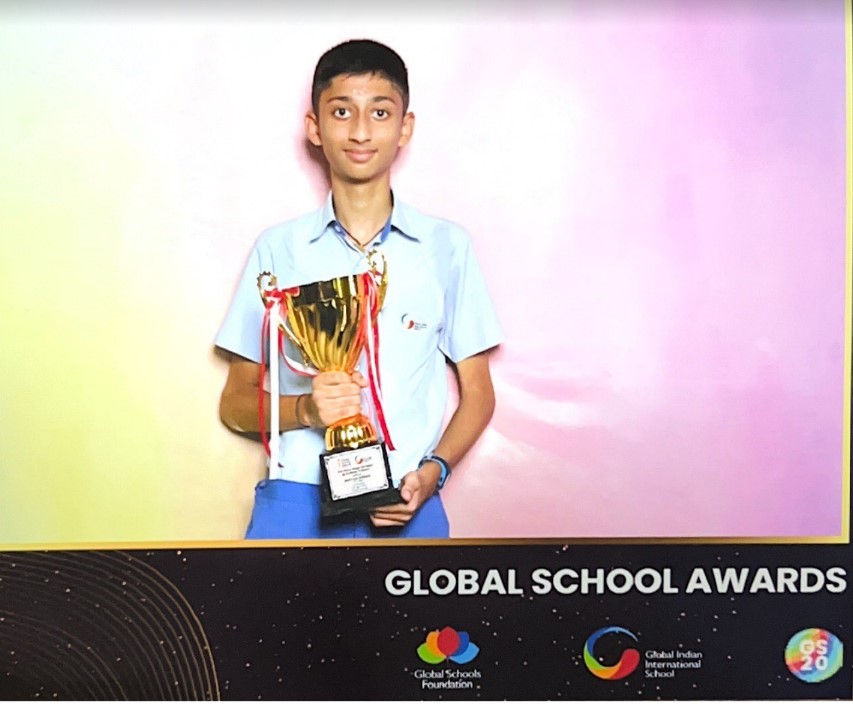 GLOBAL SCHOOL AWARDS
Global Schools
Foundation
Global Indian
International
School
GS
20